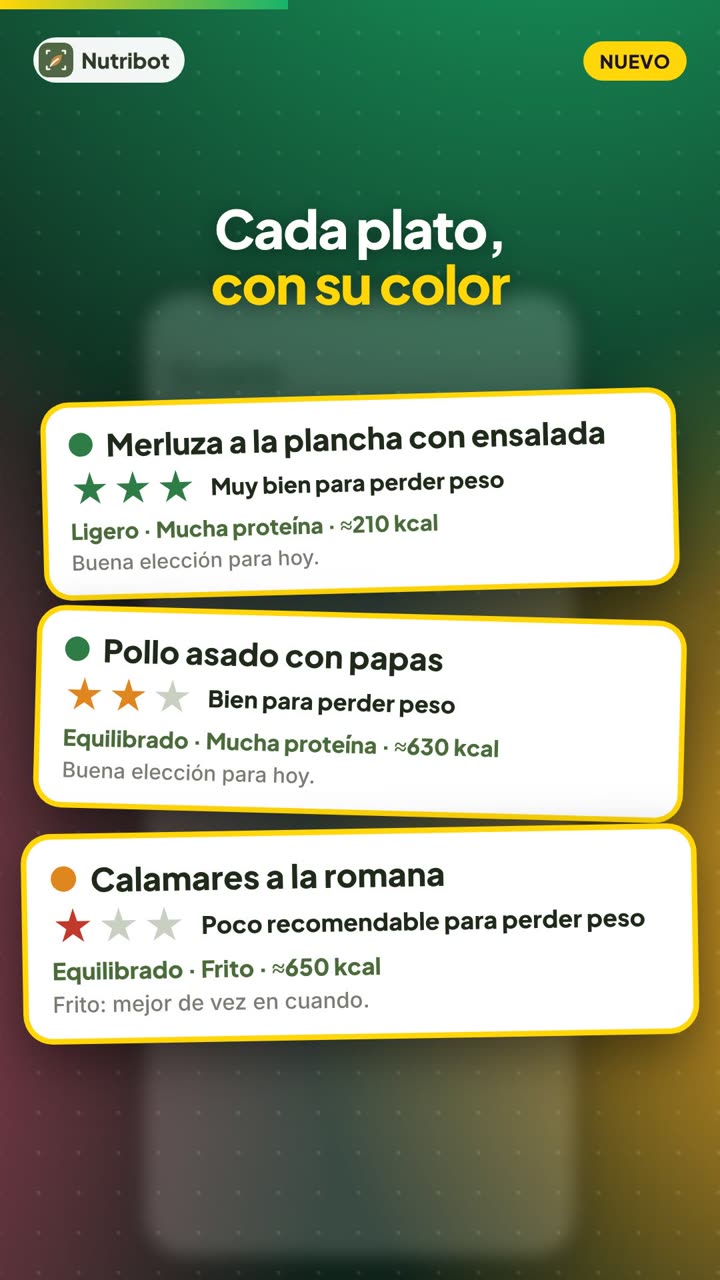 Nutribot
NUEVO
Cada plato,
con su color
Merluza a la plancha con ensalada
Muy bien para perder peso
Ligero · Mucha proteína · ≈210 kcal
Buena elección para hoy.
Pollo asado con papas
Bien para perder peso
Equilibrado · Mucha proteína · ≈630 kcal
Buena elección para hoy.
Calamares a la romana
Poco recomendable para perder peso
Equilibrado · Frito · ≈650 kcal
Frito: mejor de vez en cuando.